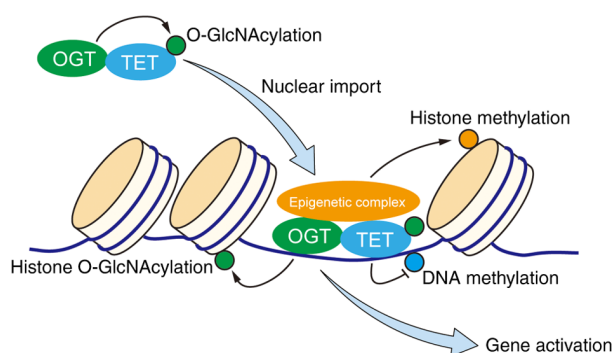 O-GlcNAcylation
OGT
TET
Nuclear import
Histone methylation
Epigenetic complex
OGT
TET
Histone O-GlcNAcylation
DNA methylation
Gene activation